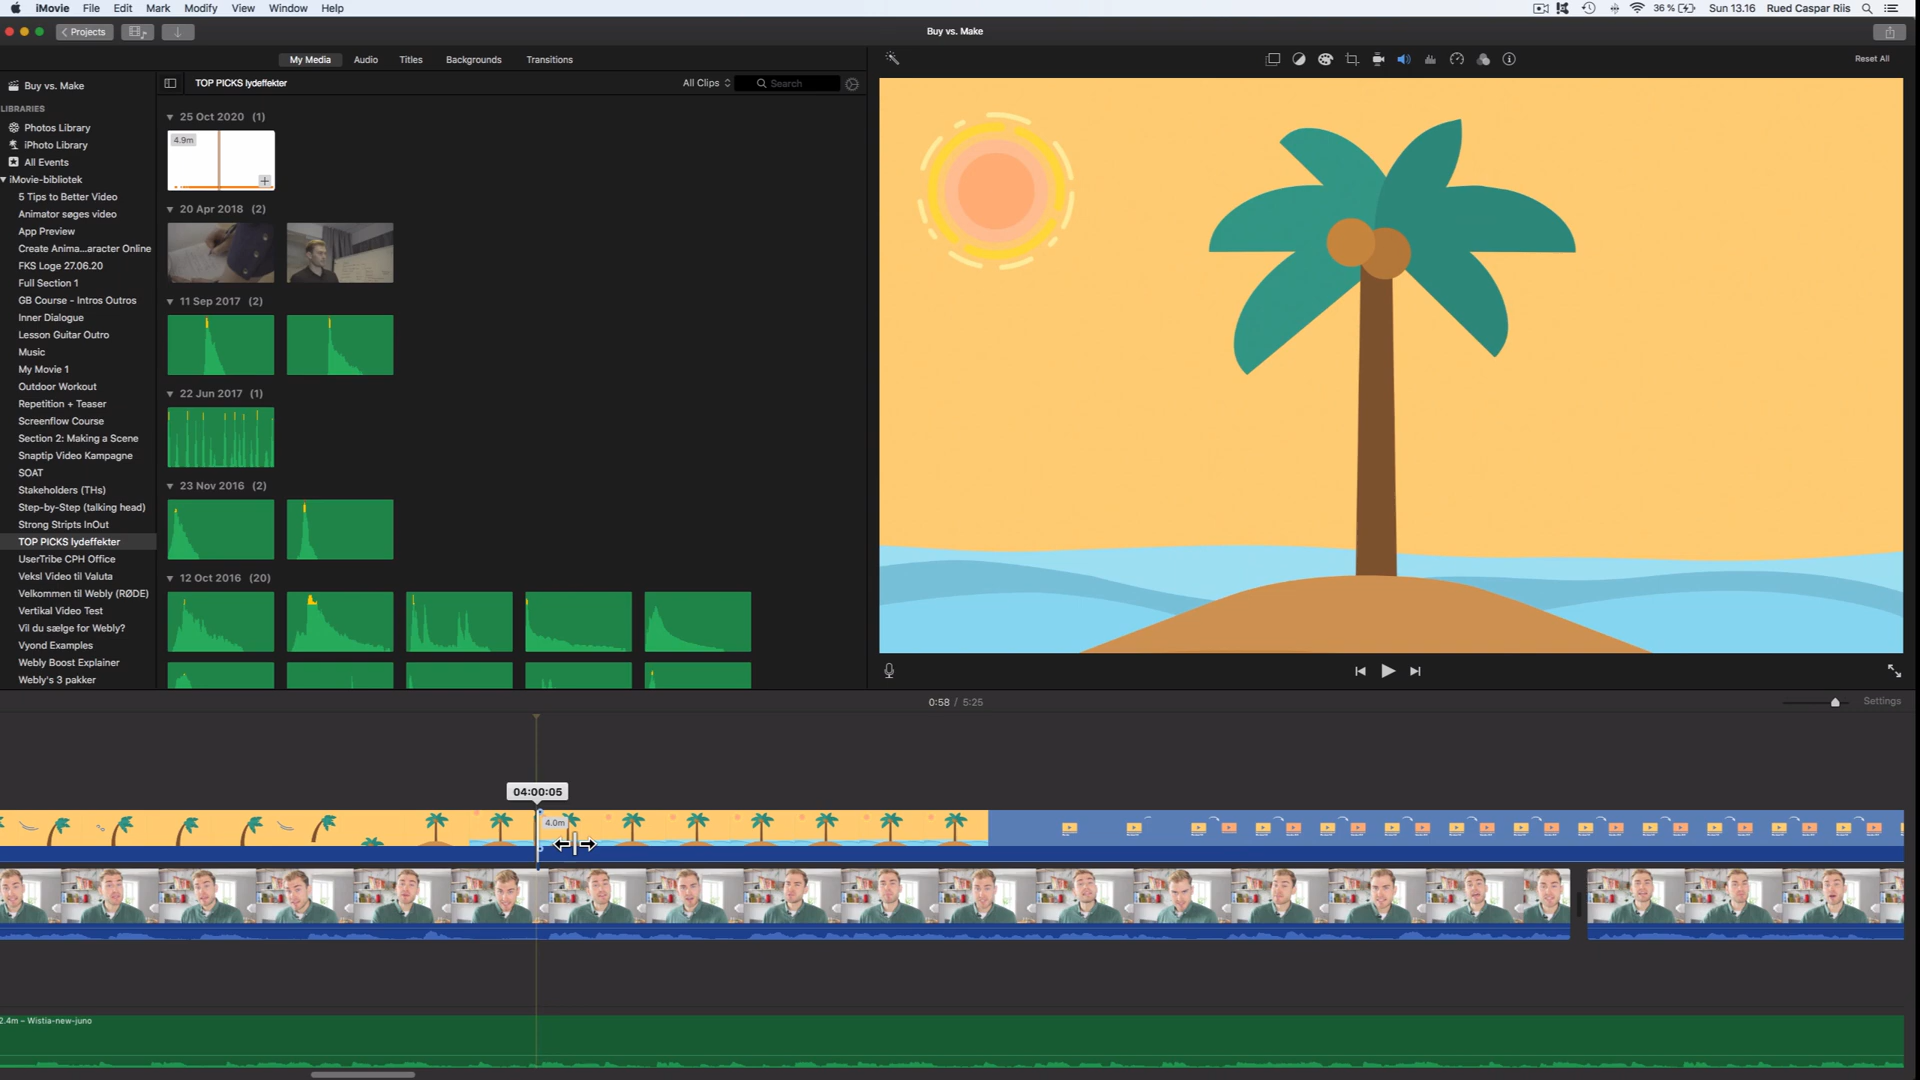 iMovie File Edit Mark Modify View Window Help
36 % Sun 13.16 Rued Caspar Riis
Projects
Buy vs. Make
My Media Audio Titles Backgrounds Transitions
Reset All
Buy vs. Make
TOP PICKS lydeffekter
All Clips
Search
LIBRARIES
Photos Library
iPhoto Library
All Events
iMovie-bibliotek
5 Tips to Better Video
Animator søges video
App Preview
Create Anima...aracter Online
FKS Loge 27.06.20
Full Section 1
GB Course - Intros Outros
Inner Dialogue
Lesson Guitar Outro
Music
My Movie 1
Outdoor Workout
Repetition + Teaser
Screenflow Course
Section 2: Making a Scene
Snaptip Video Kampagne
SOAT
Stakeholders (THs)
Step-by-Step (talking head)
Strong Stripts InOut
TOP PICKS lydeffekter
UserTribe CPH Office
Veksl Video til Valuta
Velkommen til Webly (RØDE)
Vertikal Video Test
Vil du sælge for Webly?
Vyond Examples
Webly Boost Explainer
Webly's 3 pakker
25 Oct 2020 (1)
4.9m
20 Apr 2018 (2)
11 Sep 2017 (2)
22 Jun 2017 (1)
23 Nov 2016 (2)
12 Oct 2016 (20)
0:58 / 5:25
Settings
04:00:05
4.0m
2.4m – Wistia-new-juno